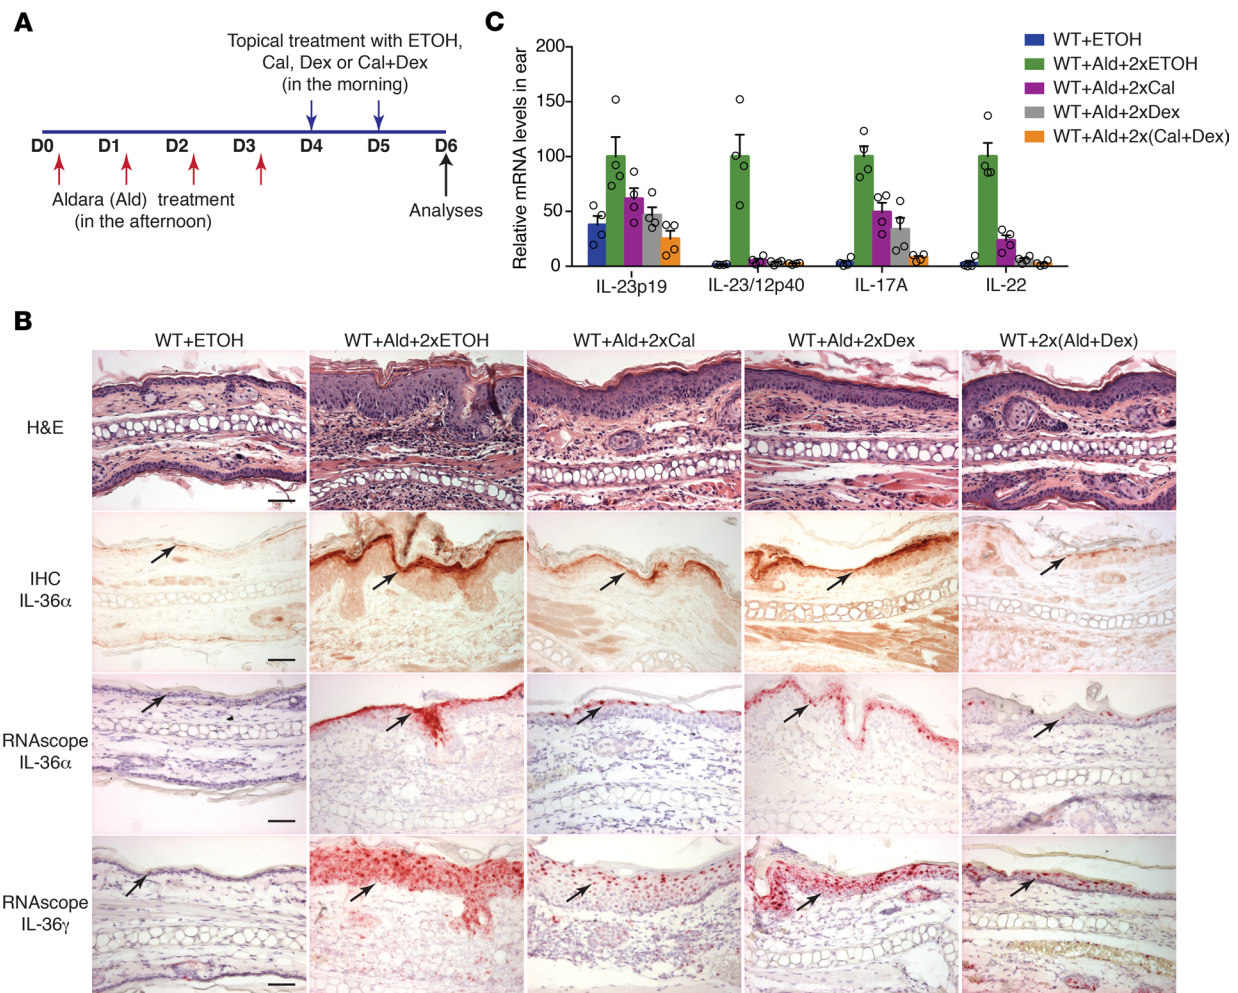 A
Topical treatment with ETOH,
Cal, Dex or Cal+Dex
(in the morning)
D0 D1 D2 D3 D4 D5 D6
Aldara (Ald) treatment
(in the afternoon)
Analyses
C
Relative mRNA levels in ear
200
150
100
50
0
IL-23p19 IL-23/12p40 IL-17A IL-22
WT+ETOH
WT+Ald+2xETOH
WT+Ald+2xCal
WT+Ald+2xDex
WT+Ald+2x(Cal+Dex)
B
WT+ETOH WT+Ald+2xETOH WT+Ald+2xCal WT+Ald+2xDex WT+2x(Ald+Dex)
H&E
IHC
IL-36α
RNAscope
IL-36α
RNAscope
IL-36γ